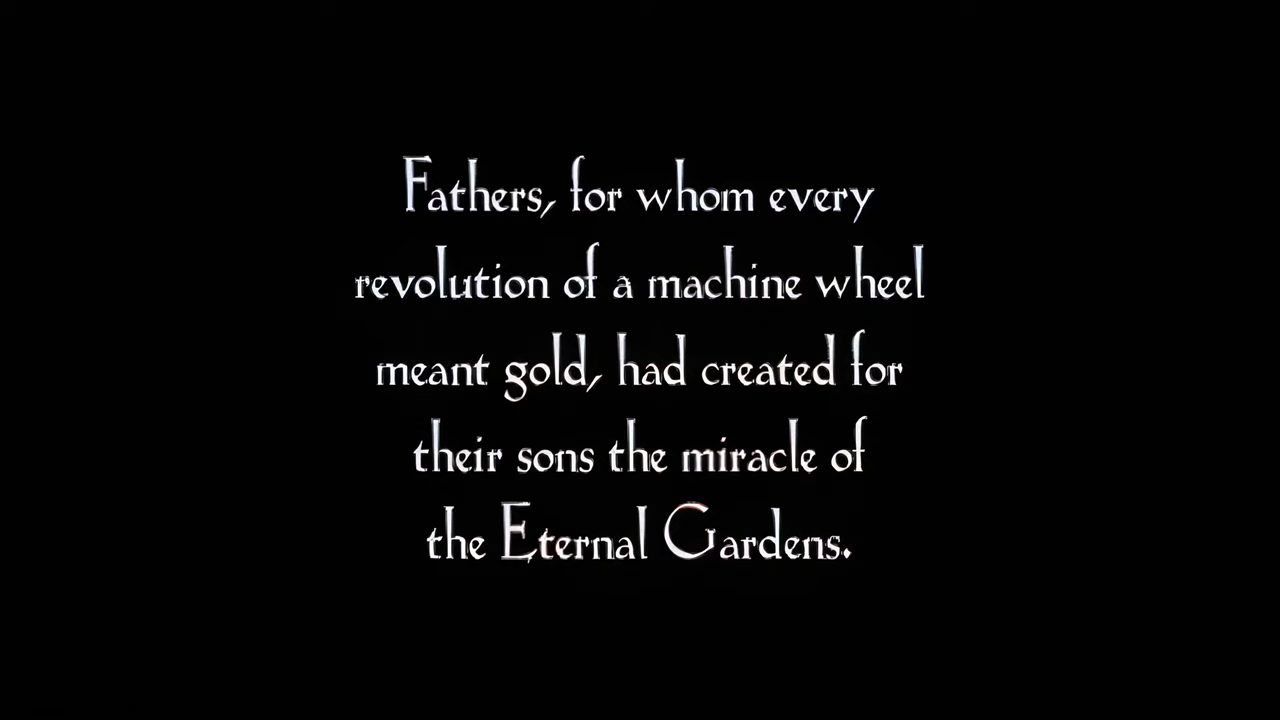 Fathers, for whom every
revolution of a machine wheel
meant gold, had created for
their sons the miracle of
the Eternal Gardens.